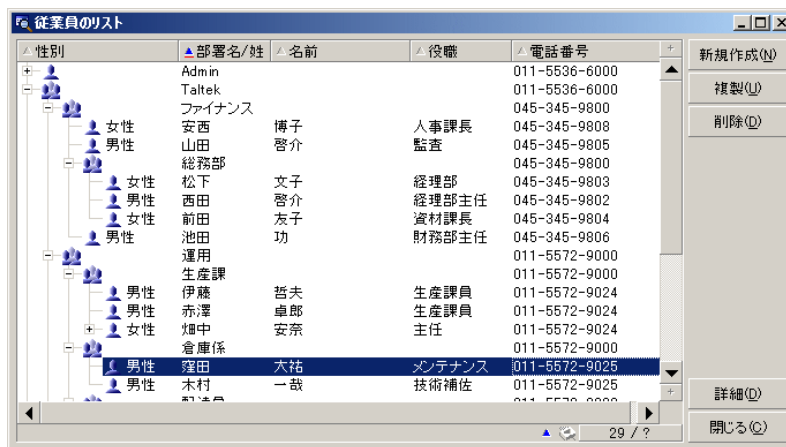 従業員のリスト
性別 部署名/姓 名前 役職 電話番号
Admin 011-5536-6000
Taltek 011-5536-6000
ファイナンス 045-345-9800
女性 安西 博子 人事課長 045-345-9808
男性 山田 啓介 監査 045-345-9805
総務部 045-345-9800
女性 松下 文子 経理部 045-345-9803
男性 西田 啓介 経理部主任 045-345-9802
女性 前田 友子 資材課長 045-345-9804
男性 池田 功 財務部主任 045-345-9806
運用 011-5572-9000
生産課 011-5572-9000
男性 伊藤 哲夫 生産課員 011-5572-9024
男性 赤澤 卓郎 生産課員 011-5572-9024
女性 畑中 安奈 主任 011-5572-9024
倉庫係 011-5572-9000
男性 窪田 大祐 メンテナンス 011-5572-9025
男性 木村 一哉 技術補佐 011-5572-9025
29 / ?
新規作成(N)
複製(U)
削除(D)
詳細(D)
閉じる(C)